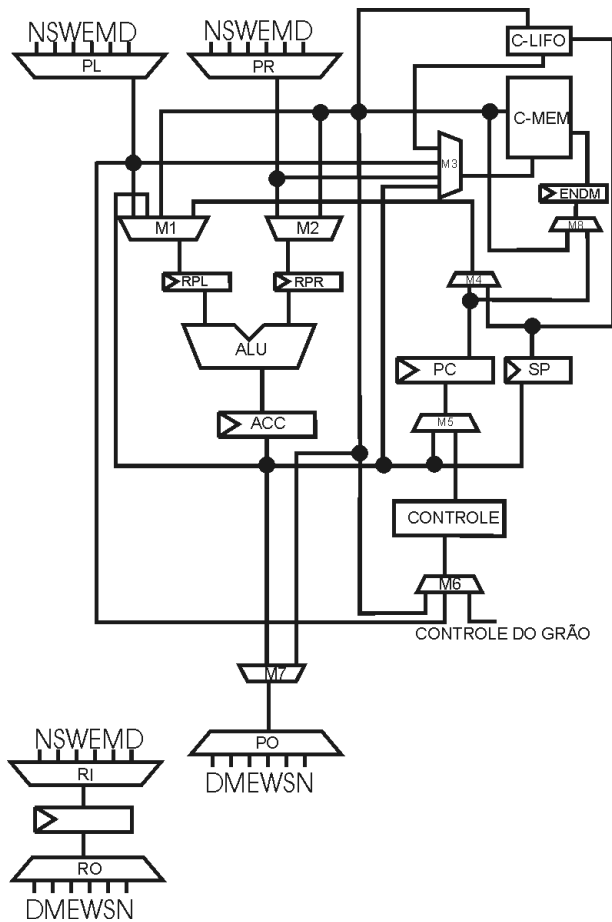 NSWEMD
NSWEMD
PL
PR
C-LIFO
C-MEM
M3
ENDM
M8
M1
M2
RPL
RPR
M4
ALU
PC
SP
ACC
M5
CONTROLE
M6
CONTROLE DO GRÃO
M7
PO
DMEWSN
NSWEMD
RI
RO
DMEWSN